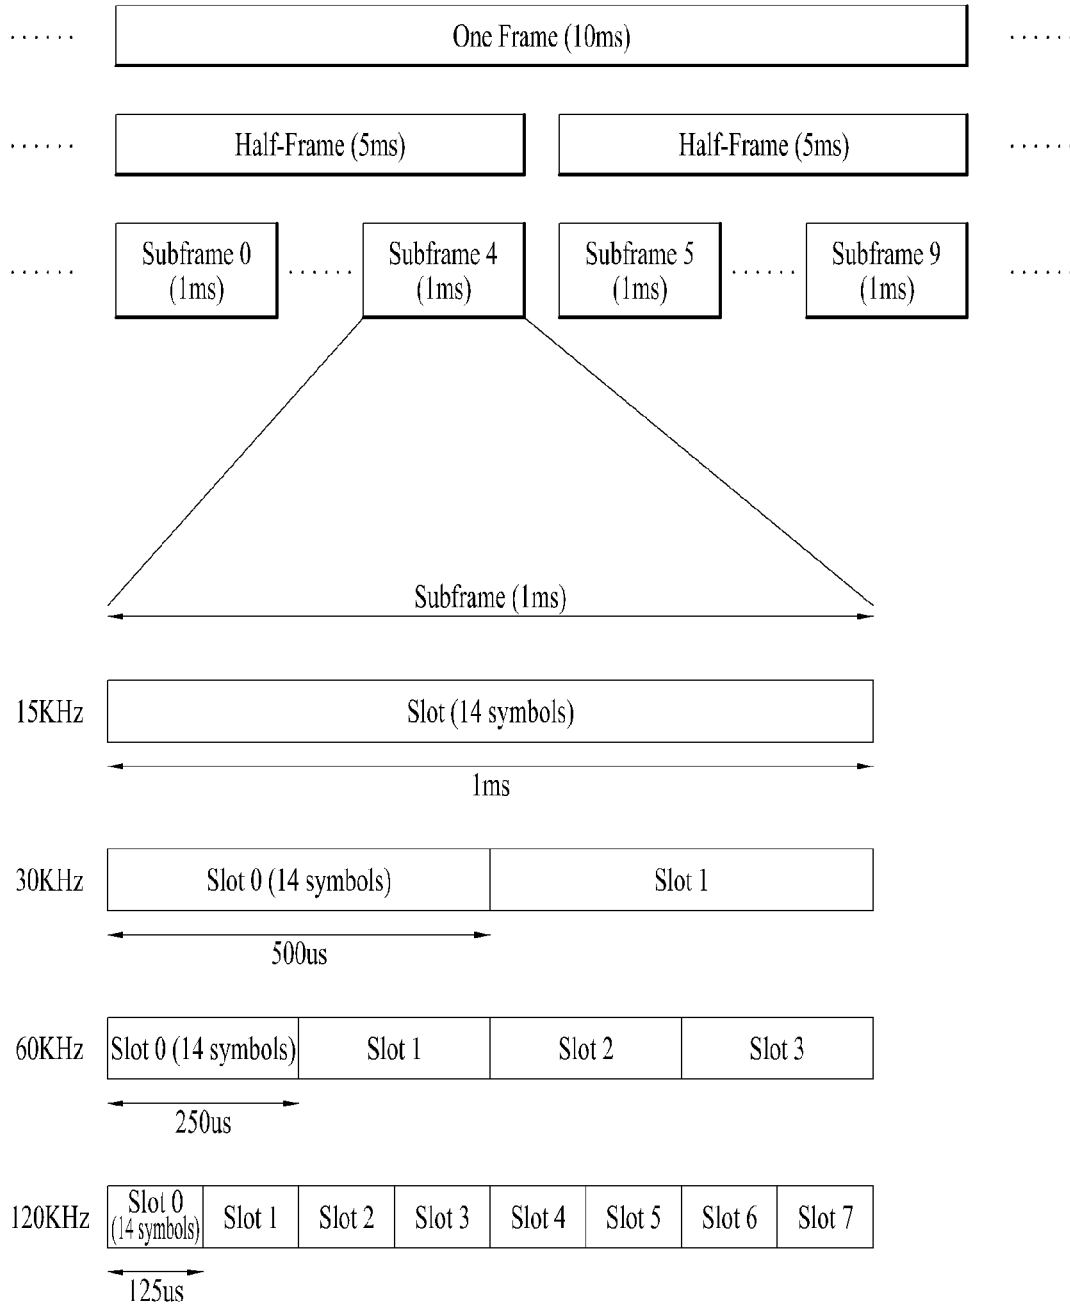 ...... One Frame (10ms) ......
...... Half-Frame (5ms) Half-Frame (5ms) ......
Subframe 0 Subframe 4 Subframe 5 Subframe 9
...... (1ms) ...... (1ms) (1ms) ...... (1ms) ......
Subframe (1ms)
15KHz Slot (14 symbols)
1ms
30KHz Slot 0 (14 symbols) Slot 1
500us
60KHz Slot 0 (14 symbols) Slot 1 Slot 2 Slot 3
250us
120KHz Slot 0 (14 symbols) Slot 1 Slot 2 Slot 3 Slot 4 Slot 5 Slot 6 Slot 7
125us